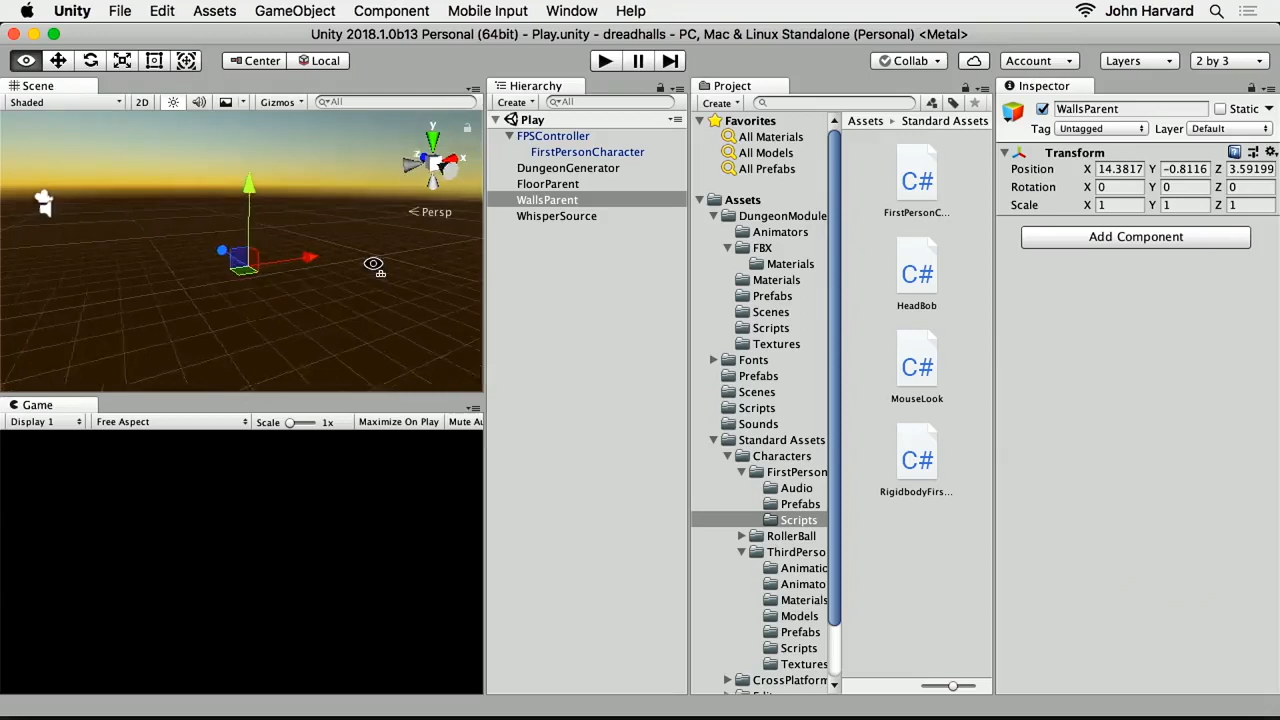 Unity File Edit Assets GameObject Component Mobile Input Window Help John Harvard
Unity 2018.1.0b13 Personal (64bit) - Play.unity - dreadhalls - PC, Mac & Linux Standalone (Personal) <Metal>
Center Local Collab Account Layers 2 by 3
Scene
Shaded 2D Gizmos All
y
x
z
Persp
Game
Display 1 Free Aspect Scale 1x Maximize On Play Mute Au
Hierarchy
Create All
Play
FPSController
FirstPersonCharacter
DungeonGenerator
FloorParent
WallsParent
WhisperSource
Project
Create
Favorites
All Materials
All Models
All Prefabs
Assets
DungeonModule
Animators
FBX
Materials
Materials
Prefabs
Scenes
Scripts
Textures
Fonts
Prefabs
Scenes
Scripts
Sounds
Standard Assets
Characters
FirstPerson
Audio
Prefabs
Scripts
RollerBall
ThirdPerso
Animatic
Animato
Materials
Models
Prefabs
Scripts
Textures
CrossPlatform
Assets Standard Assets
C#
FirstPersonC...
C#
HeadBob
C#
MouseLook
C#
RigidbodyFirs...
Inspector
WallsParent Static
Tag Untagged Layer Default
Transform
Position X 14.3817 Y -0.8116 Z 3.59199
Rotation X 0 Y 0 Z 0
Scale X 1 Y 1 Z 1
Add Component